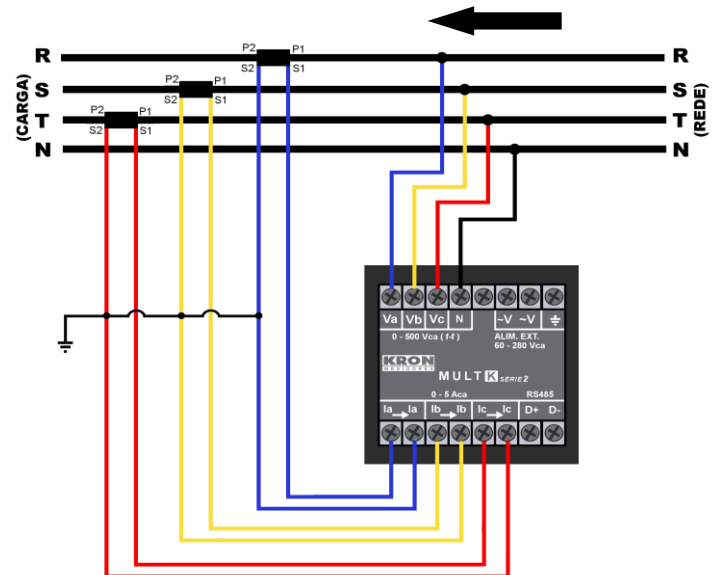 P2 P1
R S2 S1 R
P2 P1
S S2 S1 S
P2 P1
T S2 S1 T
N N
(CARGA)
(REDE)
Va Vb Vc N ~V ~V
0 - 500 Vca ( f-f ) ALIM. EXT.
60 - 280 Vca
KRON
MEDIDORES
MULT K SÉRIE 2
0 - 5 Aca RS485
Ia Ia Ib Ib Ic Ic D+ D-